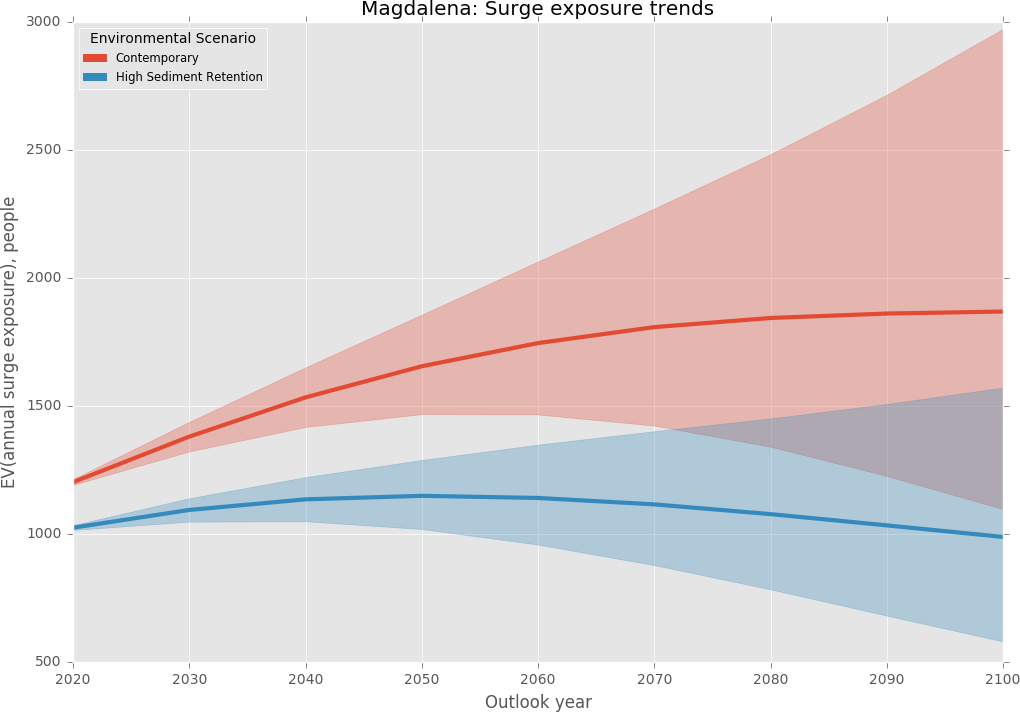 Magdalena: Surge exposure trends
3000
Environmental Scenario
Contemporary
High Sediment Retention
2500
2000
1500
1000
500
EV(annual surge exposure), people
2020 2030 2040 2050 2060 2070 2080 2090 2100
Outlook year